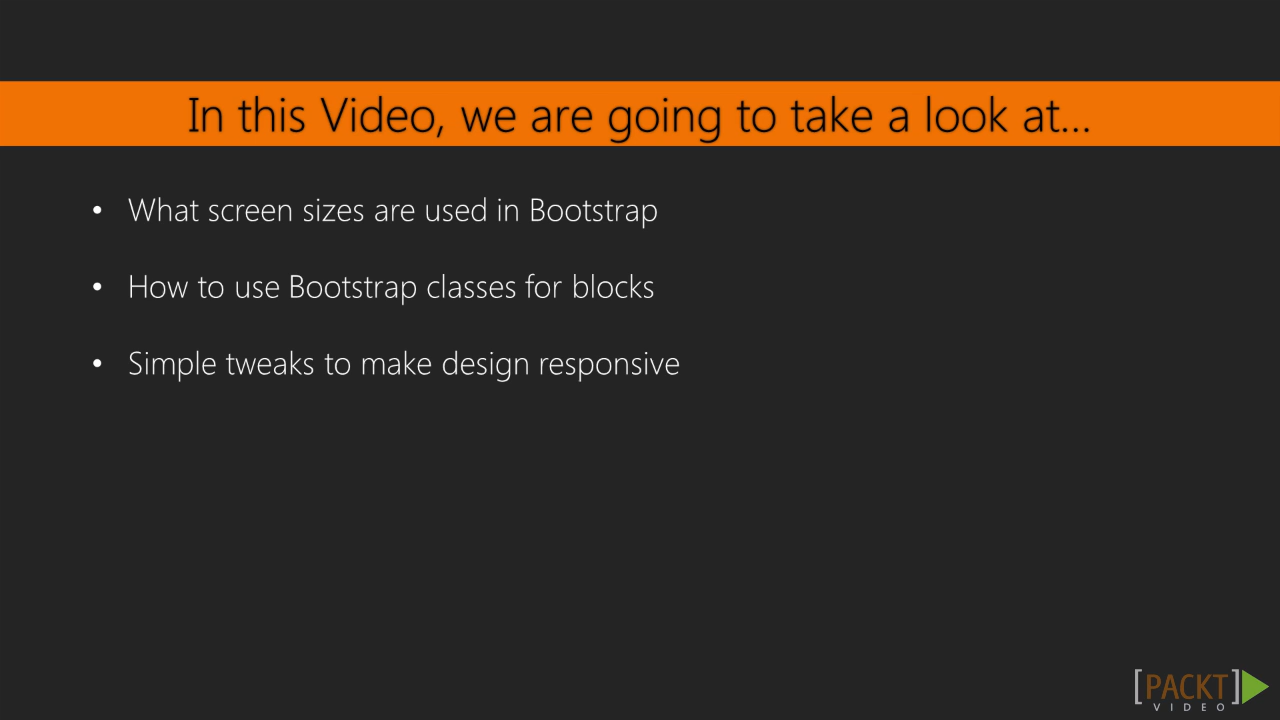 In this Video, we are going to take a look at...
• What screen sizes are used in Bootstrap
• How to use Bootstrap classes for blocks
• Simple tweaks to make design responsive
[PACKT]
VIDEO